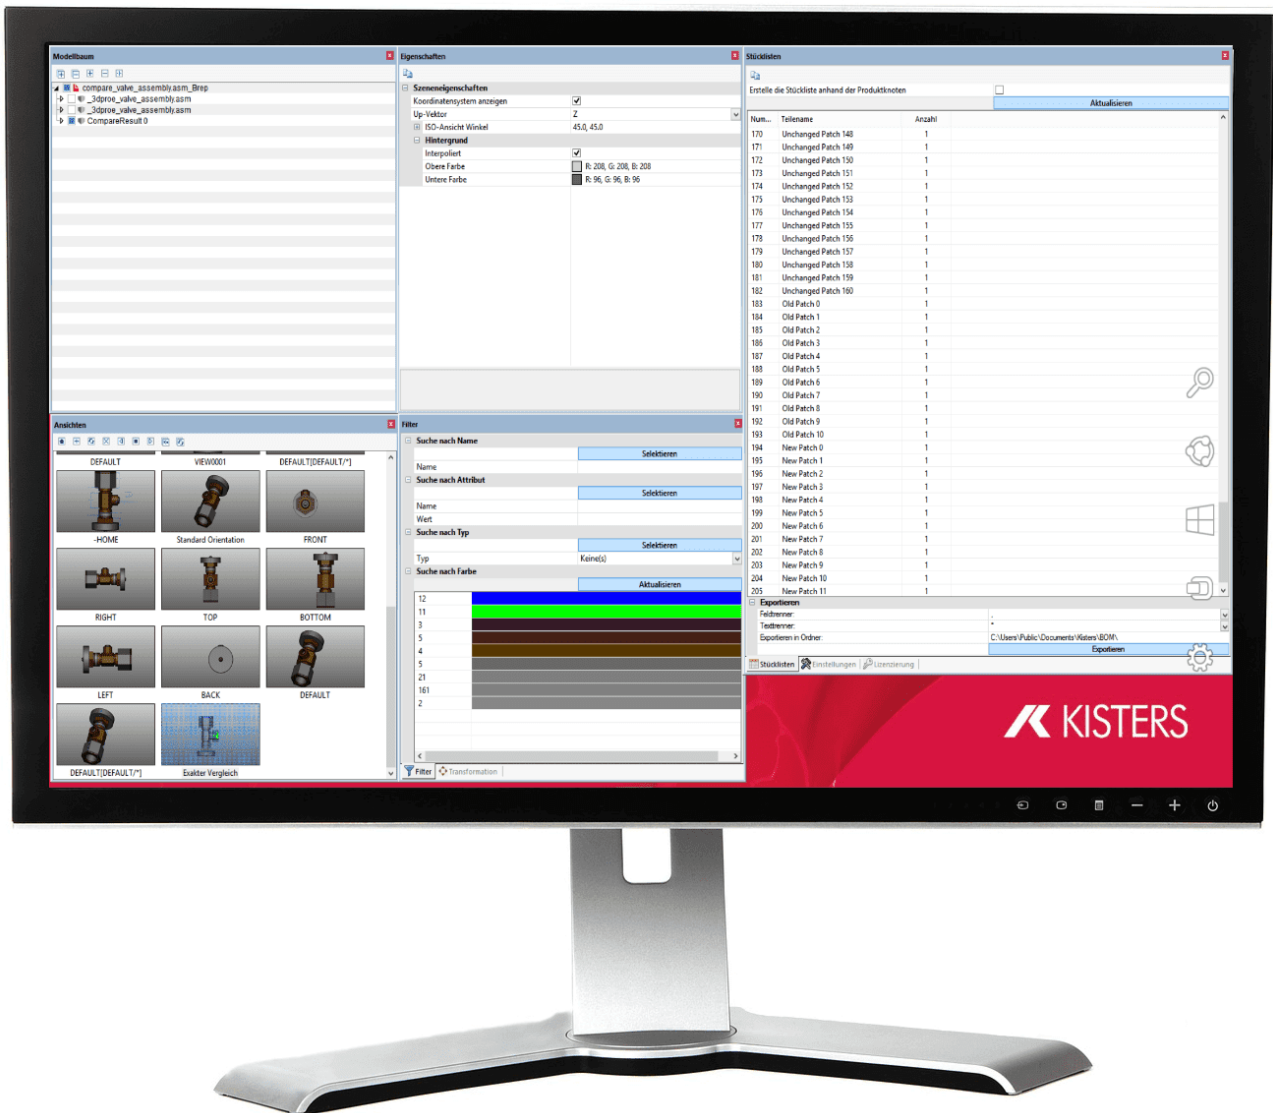 Modellbaum
compare_valve_assembly.asm_Brep
_3dproe_valve_assembly.asm
_3dproe_valve_assembly.asm
CompareResult 0
Eigenschaften
Szeneneigenschaften
Koordinatensystem anzeigen
Up-Vektor Z
ISO-Ansicht Winkel 45.0, 45.0
Hintergrund
Interpoliert
Obere Farbe R: 208, G: 208, B: 208
Untere Farbe R: 96, G: 96, B: 96
Stücklisten
Erstelle die Stückliste anhand der Produktknoten
Aktualisieren
Num... Teilename Anzahl
170 Unchanged Patch 148 1
171 Unchanged Patch 149 1
172 Unchanged Patch 150 1
173 Unchanged Patch 151 1
174 Unchanged Patch 152 1
175 Unchanged Patch 153 1
176 Unchanged Patch 154 1
177 Unchanged Patch 155 1
178 Unchanged Patch 156 1
179 Unchanged Patch 157 1
180 Unchanged Patch 158 1
181 Unchanged Patch 159 1
182 Unchanged Patch 160 1
183 Old Patch 0 1
184 Old Patch 1 1
185 Old Patch 2 1
186 Old Patch 3 1
187 Old Patch 4 1
188 Old Patch 5 1
189 Old Patch 6 1
190 Old Patch 7 1
191 Old Patch 8 1
192 Old Patch 9 1
193 Old Patch 10 1
194 New Patch 0 1
195 New Patch 1 1
196 New Patch 2 1
197 New Patch 3 1
198 New Patch 4 1
199 New Patch 5 1
200 New Patch 6 1
201 New Patch 7 1
202 New Patch 8 1
203 New Patch 9 1
204 New Patch 10 1
205 New Patch 11 1
Exportieren
Feldtrenner:
Texttrenner: "
Exportieren in Ordner: C:\Users\Public\Documents\Kisters\BOM\
Exportieren
Stücklisten Einstellungen Lizenzierung
Ansichten
DEFAULT VIEW0001 DEFAULT[DEFAULT/*]
-HOME Standard Orientation FRONT
RIGHT TOP BOTTOM
LEFT BACK DEFAULT
DEFAULT[DEFAULT/*] Exakter Vergleich
Filter
Suche nach Name
Selektieren
Name
Suche nach Attribut
Selektieren
Name
Wert
Suche nach Typ
Selektieren
Typ Keine(s)
Suche nach Farbe
Aktualisieren
12
11
3
5
4
5
21
161
2
Filter Transformation
KISTERS